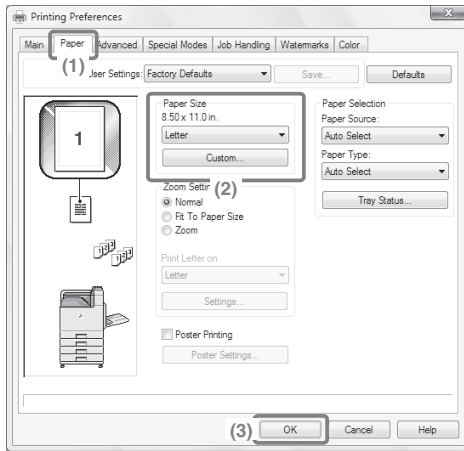 Printing Preferences
Main Paper Advanced Special Modes Job Handling Watermarks Color
(1)
User Settings: Factory Defaults Save... Defaults
Paper Size
8.50 x 11.0 in.
Letter
Custom...
(2)
Paper Selection
Paper Source:
Auto Select
Paper Type:
Auto Select
Tray Status...
1
Normal
Fit To Paper Size
Zoom
Print Letter on
Letter
Settings...
Poster Printing
Poster Settings...
(3) OK Cancel Help